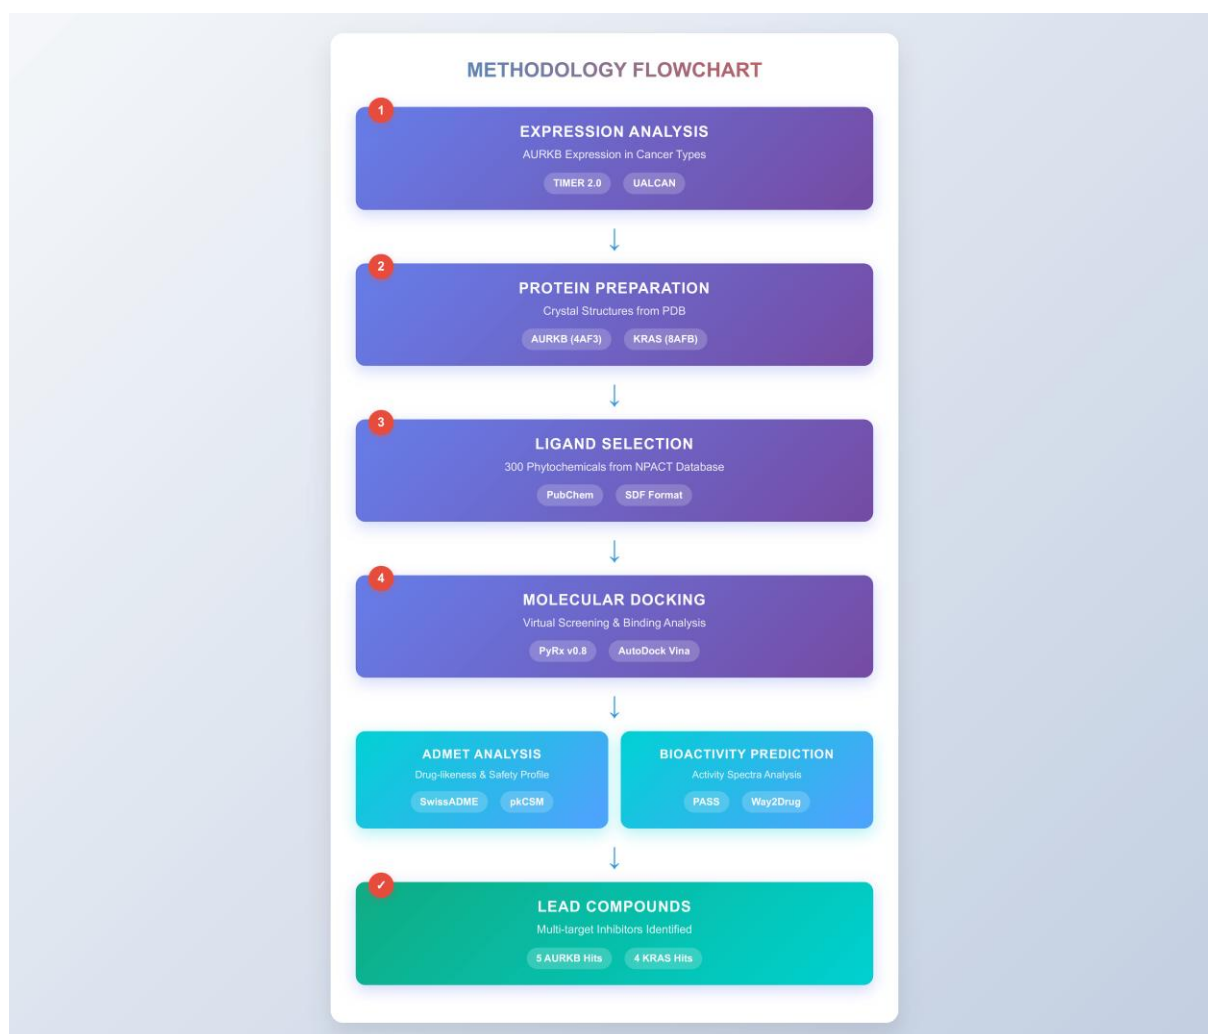 METHODOLOGY FLOWCHART
1
EXPRESSION ANALYSIS
AURKB Expression in Cancer Types
TIMER 2.0 UALCAN
↓
2
PROTEIN PREPARATION
Crystal Structures from PDB
AURKB (4AF3) KRAS (8AFB)
↓
3
LIGAND SELECTION
300 Phytochemicals from NPACT Database
PubChem SDF Format
↓
4
MOLECULAR DOCKING
Virtual Screening & Binding Analysis
PyRx v0.8 AutoDock Vina
↓
ADMET ANALYSIS
Drug-likeness & Safety Profile
SwissADME pkCSM
BIOACTIVITY PREDICTION
Activity Spectra Analysis
PASS Way2Drug
↓
✓
LEAD COMPOUNDS
Multi-target Inhibitors Identified
5 AURKB Hits 4 KRAS Hits